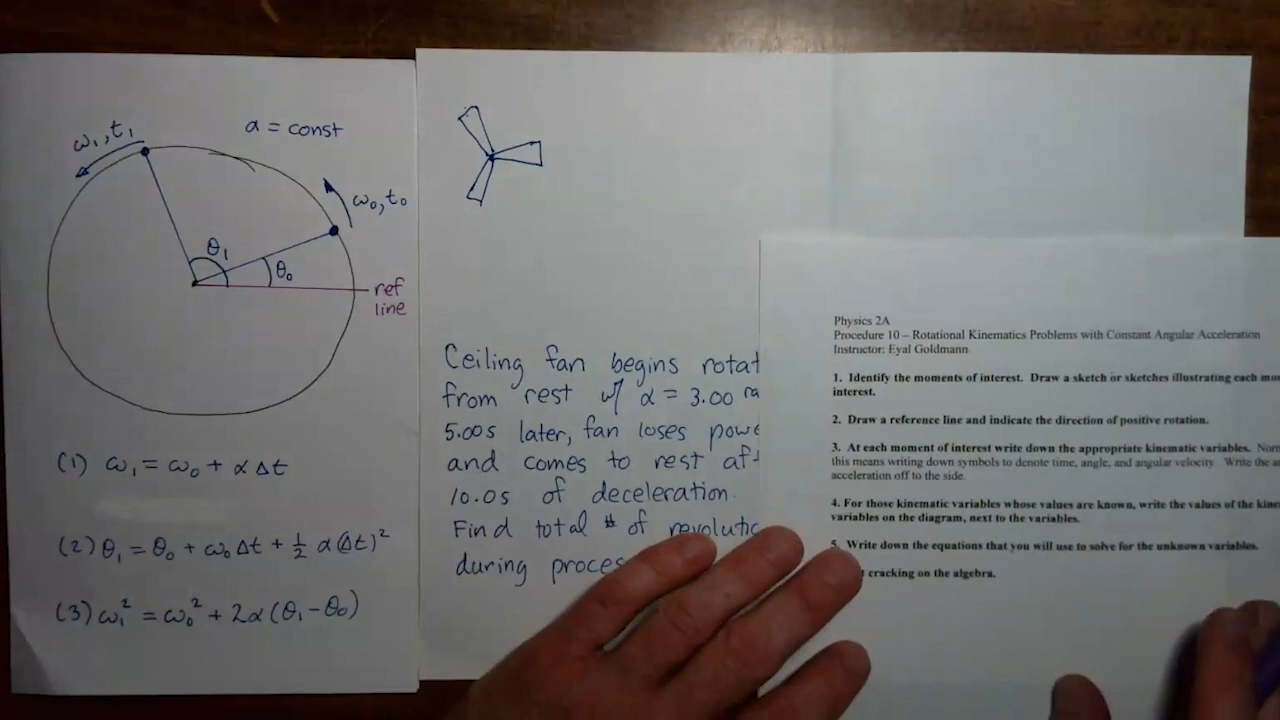 α = const
ω₁, t₁
ω₀, t₀
θ₁
θ₀
ref
line
(1) ω₁ = ω₀ + α Δt
(2) θ₁ = θ₀ + ω₀ Δt + ½ α (Δt)²
(3) ω₁² = ω₀² + 2α (θ₁ - θ₀)
Ceiling fan begins rotat
from rest w/ α = 3.00 ra
5.00s later, fan loses powe
and comes to rest aft
10.0s of deceleration.
Find total # of revolutio
during proces
Physics 2A
Procedure 10 – Rotational Kinematics Problems with Constant Angular Acceleration
Instructor: Eyal Goldmann
1. Identify the moments of interest. Draw a sketch or sketches illustrating each mo
interest.
2. Draw a reference line and indicate the direction of positive rotation.
3. At each moment of interest write down the appropriate kinematic variables. Nor
this means writing down symbols to denote time, angle, and angular velocity. Write the a
acceleration off to the side.
4. For those kinematic variables whose values are known, write the values of the kine
variables on the diagram, next to the variables.
5. Write down the equations that you will use to solve for the unknown variables.
cracking on the algebra.